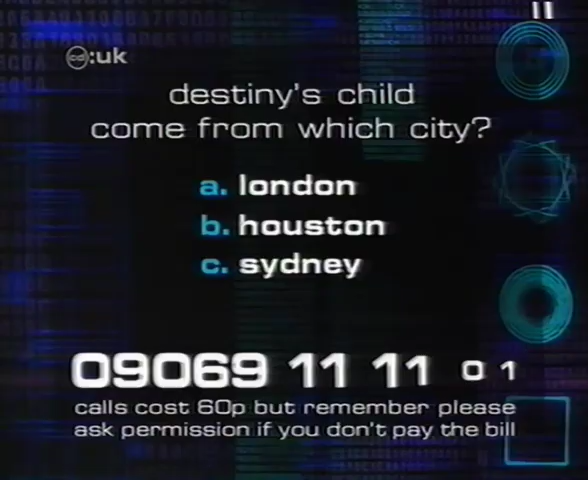 cd:uk
destiny's child
come from which city?
a. london
b. houston
c. sydney
09069 11 11 01
calls cost 60p but remember please
ask permission if you don't pay the bill